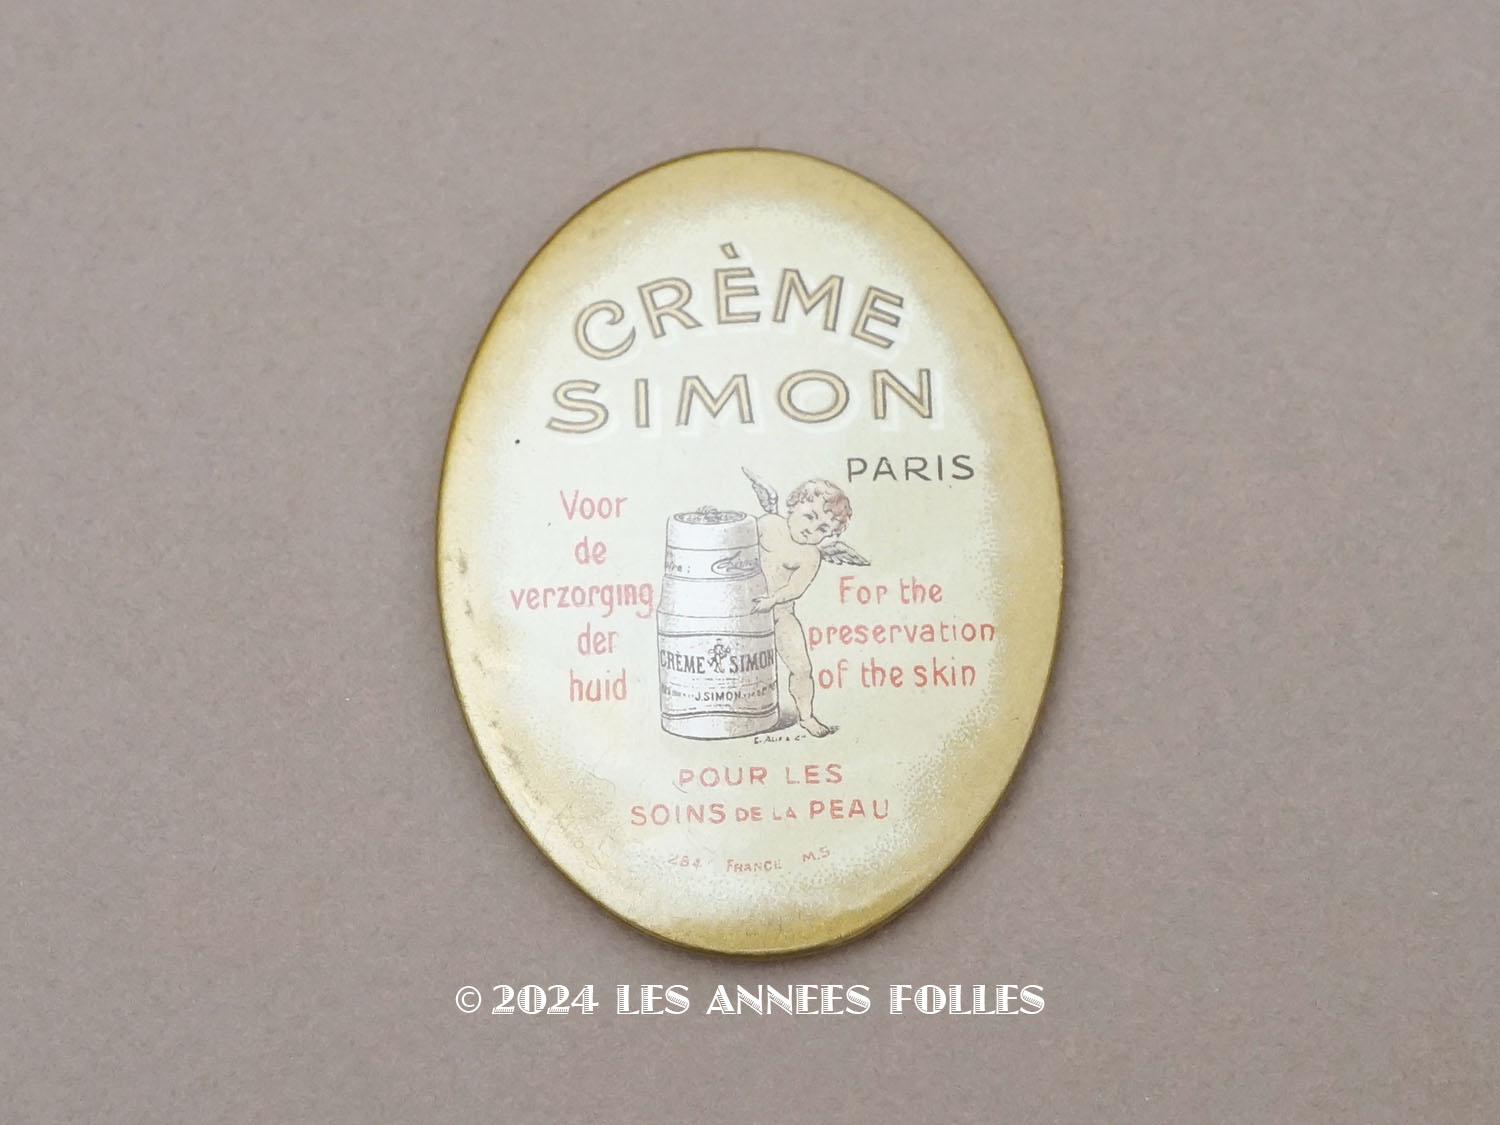 CRÈME
SIMON
PARIS
Voor
de
verzorging
der
huid
For the
preservation
of the skin
CRÈME SIMON
J. SIMON
POUR LES
SOINS DE LA PEAU
284 FRANCE M.S
© 2024 LES ANNEES FOLLES